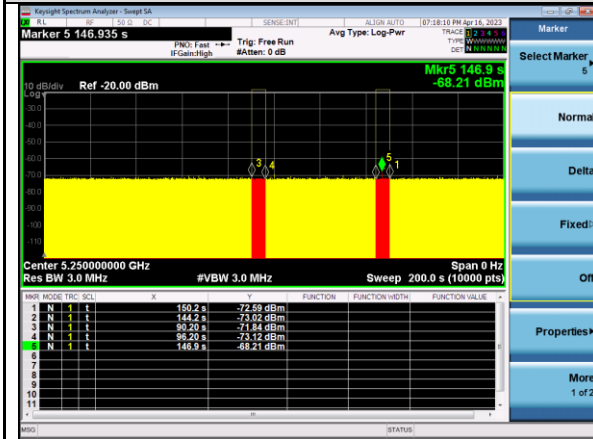 Keysight Spectrum Analyzer - Swept SA
RL RF 50 Ω DC SENSE:INT ALIGN AUTO 07:18:10 PM Apr 16, 2023
Marker 5 146.935 s
PNO: Fast Trig: Free Run Avg Type: Log-Pwr TRACE 1 2 3 4 5 6
IFGain:High #Atten: 0 dB TYPE WWWWWW
DET N N N N N N
Mkr5 146.9 s
-68.21 dBm
10 dB/div Ref -20.00 dBm
Log
-30.0
-40.0
-50.0
-60.0
-70.0
-80.0
-90.0
-100
-110
3 4 5 1
Center 5.250000000 GHz Span 0 Hz
Res BW 3.0 MHz #VBW 3.0 MHz Sweep 200.0 s (10000 pts)
MKR MODE TRC SCL X Y FUNCTION FUNCTION WIDTH FUNCTION VALUE
1 N 1 t 150.2 s -72.59 dBm
2 N 1 t 144.2 s -73.02 dBm
3 N 1 t 90.20 s -71.84 dBm
4 N 1 t 96.20 s -73.12 dBm
5 N 1 t 146.9 s -68.21 dBm
6
7
8
9
10
11
MSG STATUS
Marker
Select Marker
5
Normal
Delta
Fixed
Off
Properties
More
1 of 2